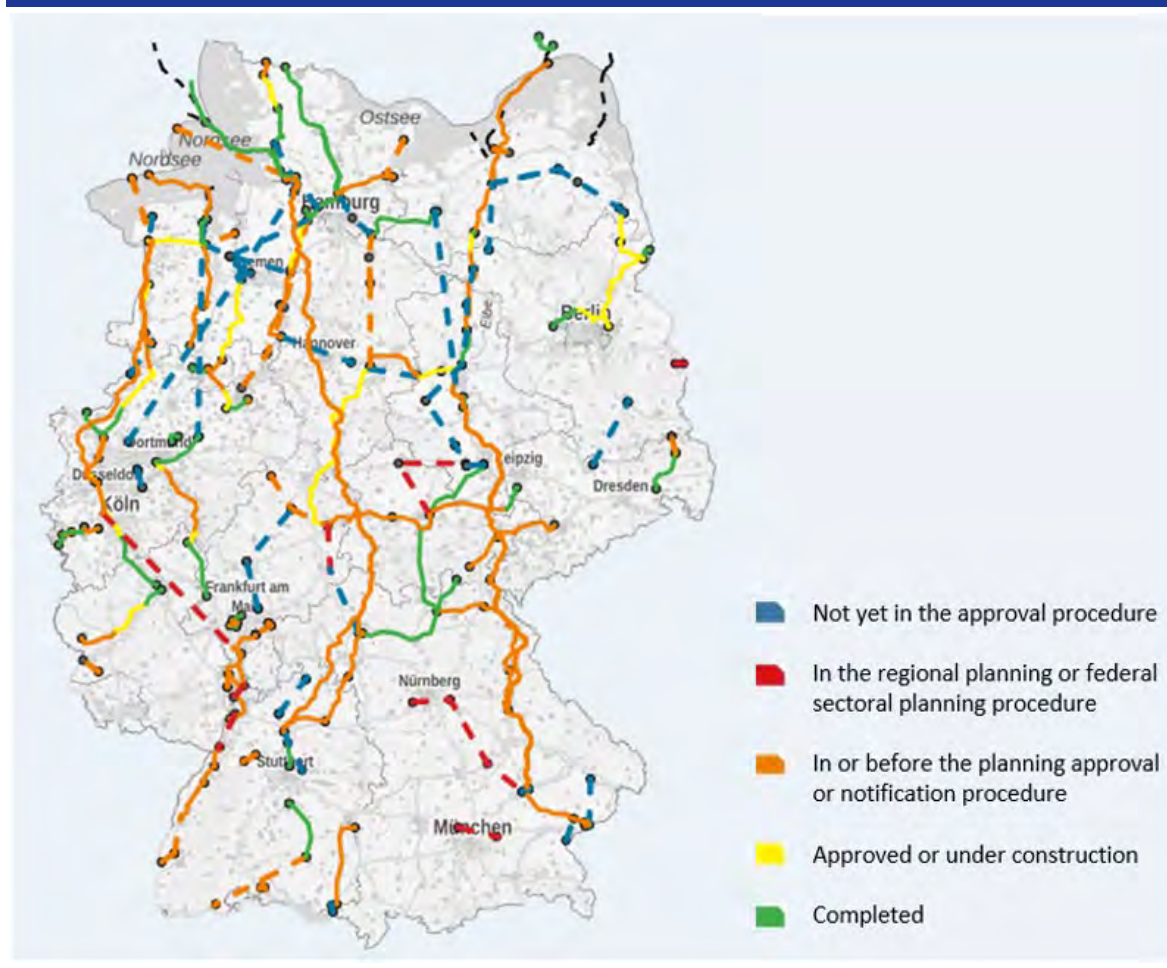 Ostsee
Nordsee
Nordsee
Hamburg
Bremen
Elbe
Berlin
Hannover
Dortmund
Düsseldorf
Köln
Leipzig
Dresden
Frankfurt am
Main
Nürnberg
Stuttgart
München
Not yet in the approval procedure
In the regional planning or federal
sectoral planning procedure
In or before the planning approval
or notification procedure
Approved or under construction
Completed